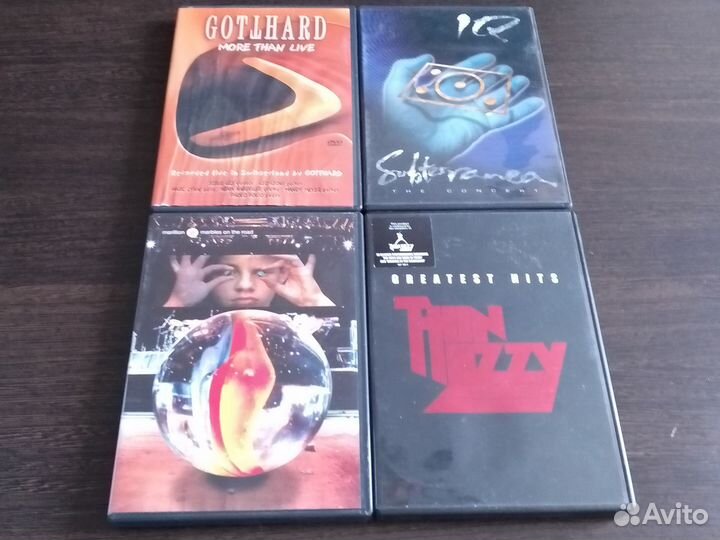 GOTTHARD
MORE THAN LIVE
DVD
Recorded live in Switzerland by GOTTHARD
IQ
Subterranea
THE CONCERT
marillion marbles on the road
GREATEST HITS
THIN LIZZY
Avito